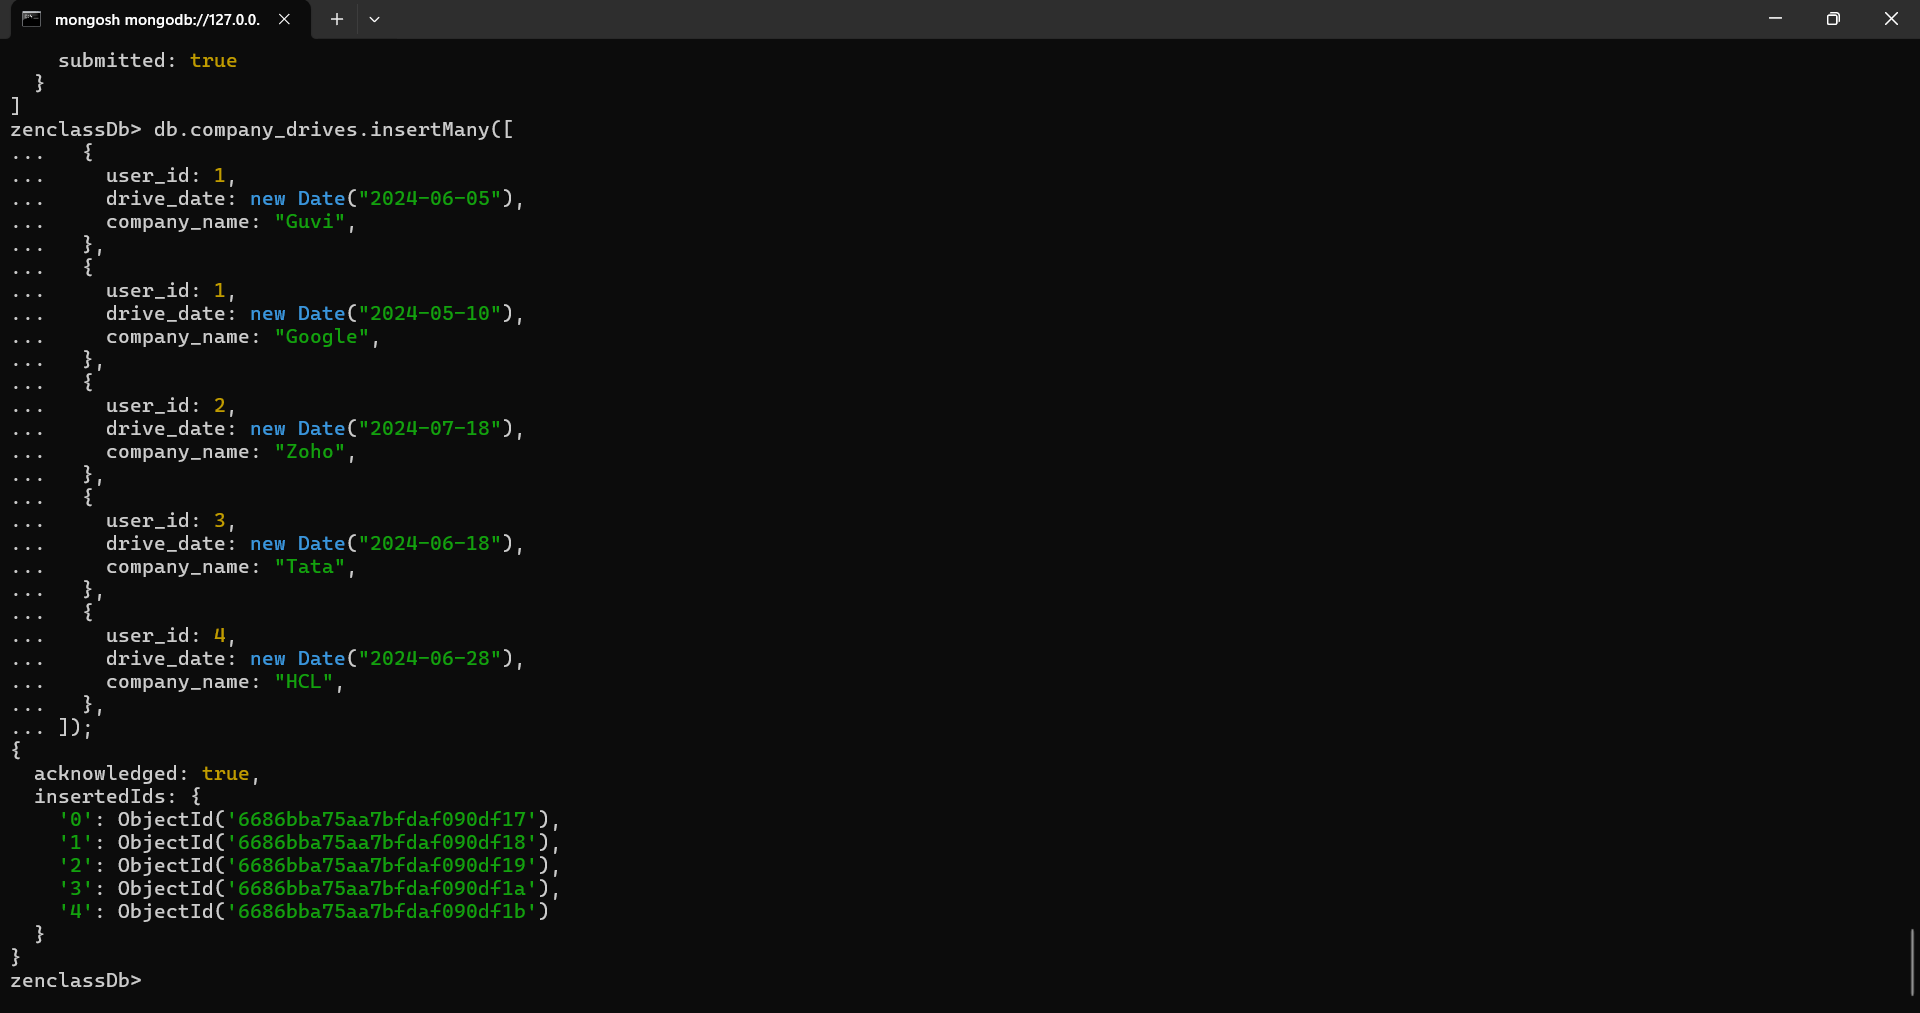 mongosh mongodb://127.0.0.
    submitted: true
  }
]
zenclassDb> db.company_drives.insertMany([
...   {
...     user_id: 1,
...     drive_date: new Date("2024-06-05"),
...     company_name: "Guvi",
...   },
...   {
...     user_id: 1,
...     drive_date: new Date("2024-05-10"),
...     company_name: "Google",
...   },
...   {
...     user_id: 2,
...     drive_date: new Date("2024-07-18"),
...     company_name: "Zoho",
...   },
...   {
...     user_id: 3,
...     drive_date: new Date("2024-06-18"),
...     company_name: "Tata",
...   },
...   {
...     user_id: 4,
...     drive_date: new Date("2024-06-28"),
...     company_name: "HCL",
...   },
... ]);
{
  acknowledged: true,
  insertedIds: {
    '0': ObjectId('6686bba75aa7bfdaf090df17'),
    '1': ObjectId('6686bba75aa7bfdaf090df18'),
    '2': ObjectId('6686bba75aa7bfdaf090df19'),
    '3': ObjectId('6686bba75aa7bfdaf090df1a'),
    '4': ObjectId('6686bba75aa7bfdaf090df1b')
  }
}
zenclassDb>